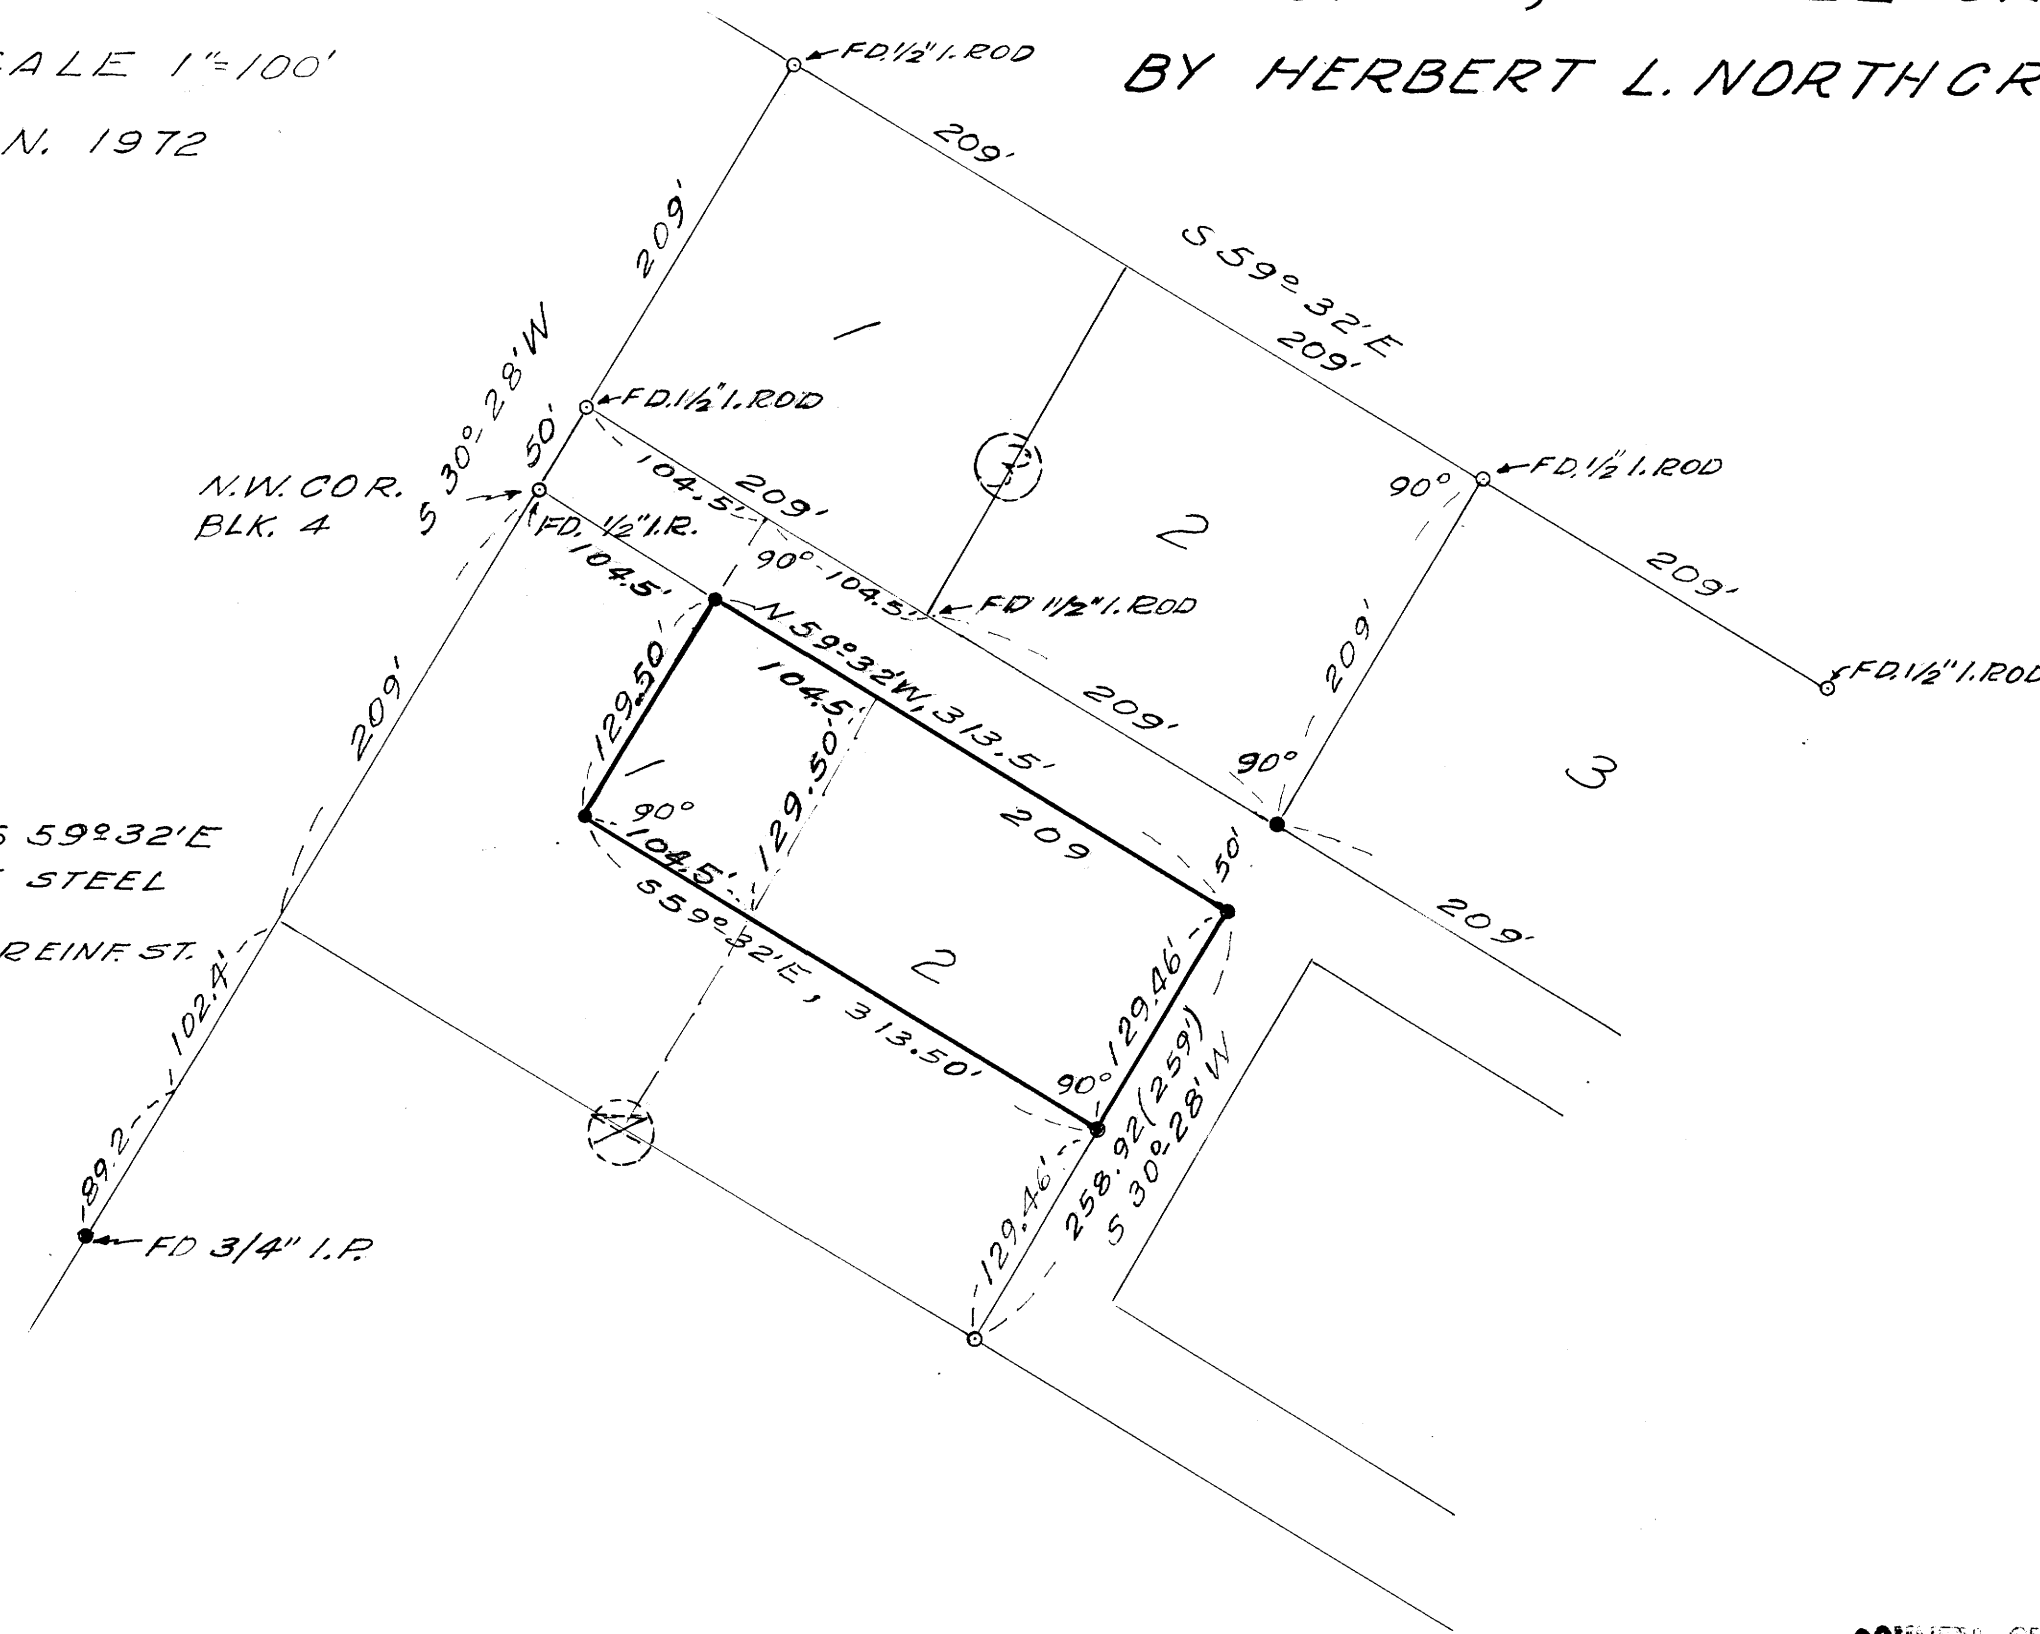 SCALE 1"=100'
N. 1972
BY HERBERT L. NORTHCR
FD. 1/2" I. ROD
209'
209'
S 59° 32' E
209'
1
S 30°-28' W
50'
FD. 1/2" I. ROD
N.W. COR.
BLK. 4
FD. 1/2" I.R.
104.5'
209'
3
2
90°
FD. 1/2" I. ROD
104.5'
90°
104.5'
FD 1/2" I. ROD
209'
209'
FD. 1/2" I. ROD
N 59° 32' W, 313.5'
129.50'
104.5'
129.50'
209'
209'
90°
3
1
90°
209
50'
104.5'
S 59° 32' E, 313.50'
2
209'
S 59° 32' E
STEEL
REINF. ST.
102.4'
89.2
FD 3/4" I.P.
4
90°
129.46'
258.92 (259')
S 30°-28' W
129.46'